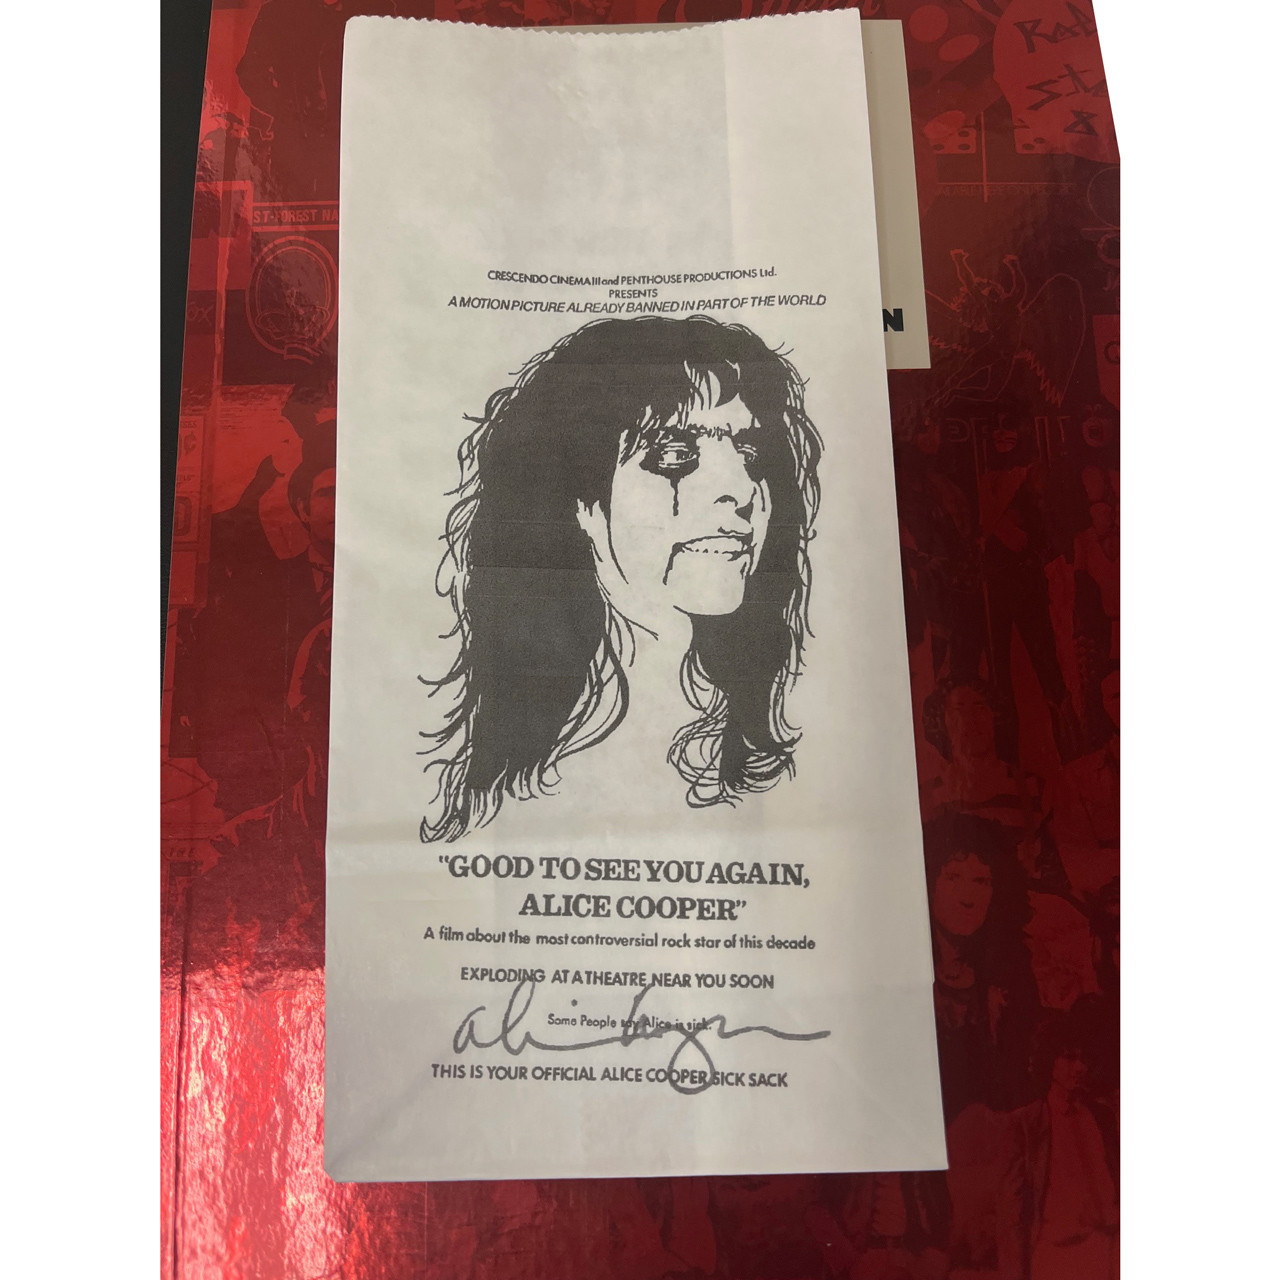 CRESCENDO CINEMA III and PENTHOUSE PRODUCTIONS Ltd.
PRESENTS
A MOTION PICTURE ALREADY BANNED IN PART OF THE WORLD
N
"GOOD TO SEE YOU AGAIN,
ALICE COOPER"
A film about the most controversial rock star of this decade
EXPLODING AT A THEATRE NEAR YOU SOON
Some People say Alice is sick.
THIS IS YOUR OFFICIAL ALICE COOPER SICK SACK